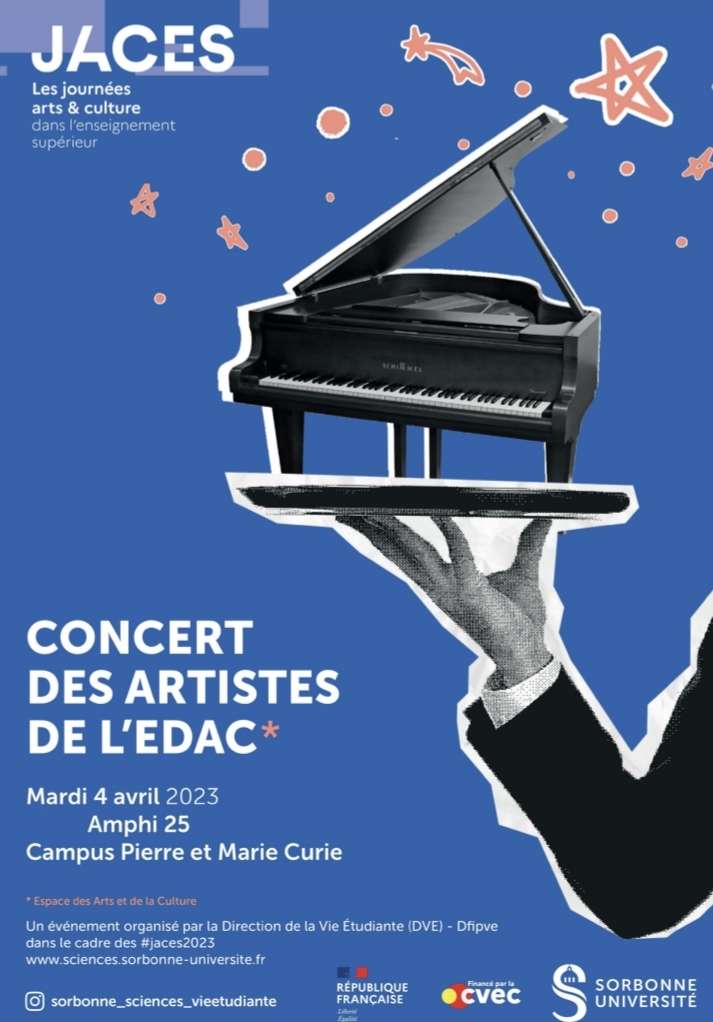 JACES
Les journées
arts & culture
dans l'enseignement
supérieur
SCHIMMEL
CONCERT
DES ARTISTES
DE L'EDAC*
Mardi 4 avril 2023
Amphi 25
Campus Pierre et Marie Curie
* Espace des Arts et de la Culture
Un événement organisé par la Direction de la Vie Étudiante (DVE) - Dfipve
dans le cadre des #jaces2023
www.sciences.sorbonne-universite.fr
sorbonne_sciences_vieetudiante
RÉPUBLIQUE
FRANÇAISE
Liberté
Égalité
Financé par la
cvec
SORBONNE
UNIVERSITÉ